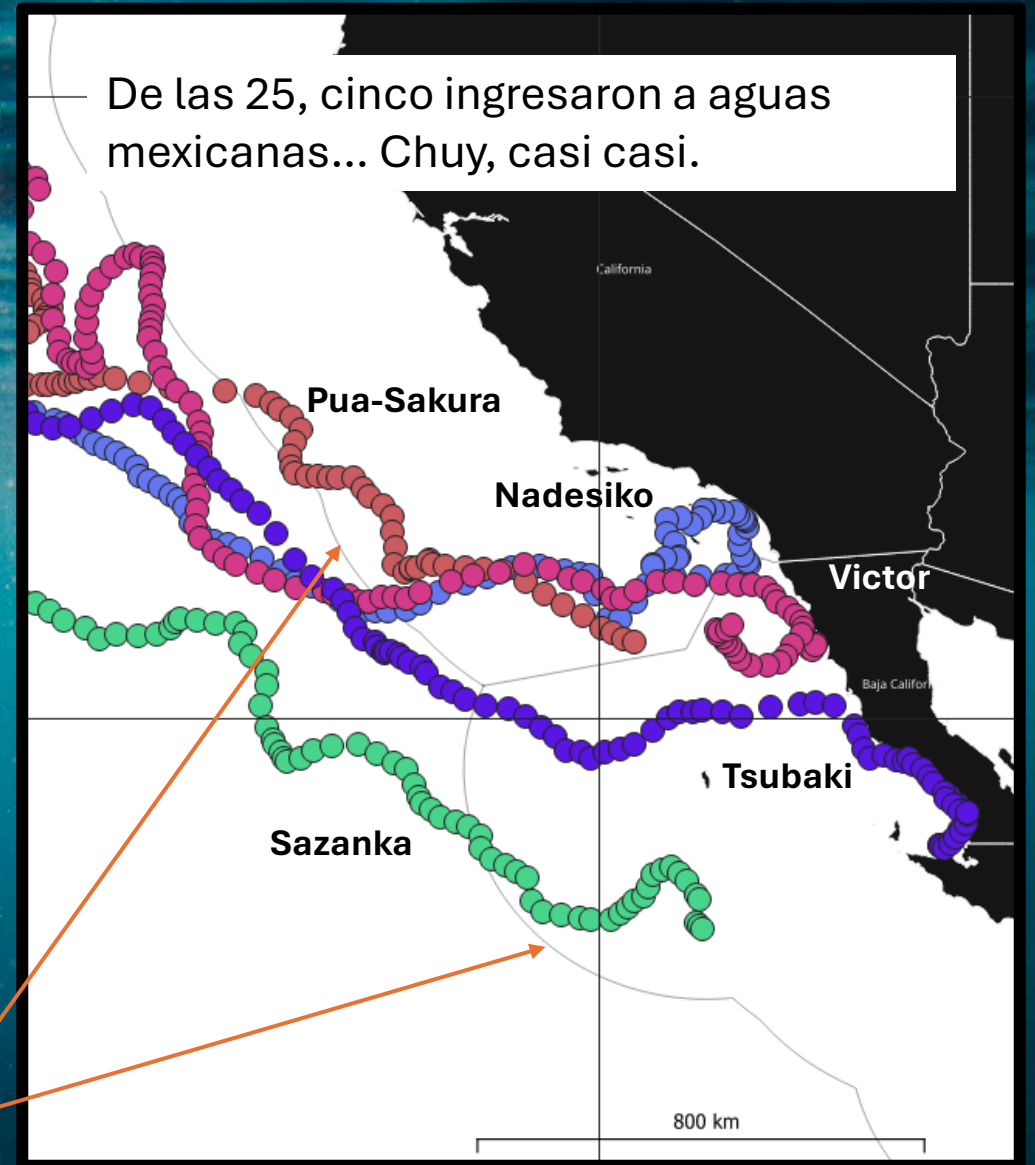 De las 25, cinco ingresaron a aguas
mexicanas... Chuy, casi casi.
California
Pua-Sakura
Nadesiko
Victor
Baja Californ
Tsubaki
Sazanka
800 km